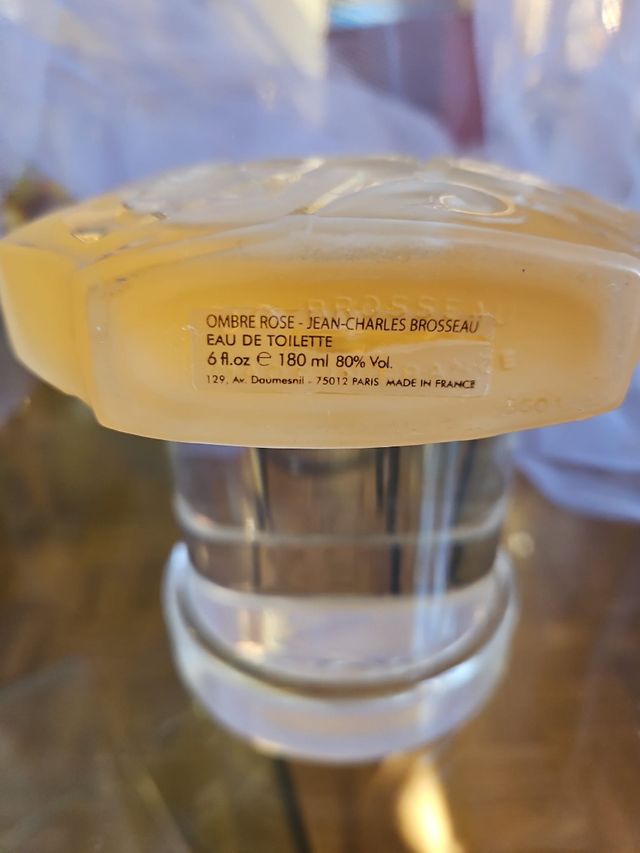 OMBRE ROSE - JEAN-CHARLES BROSSEAU
EAU DE TOILETTE
6 fl.oz ℮ 180 ml 80% Vol.
129, Av. Daumesnil - 75012 PARIS MADE IN FRANCE
BROSSEAU